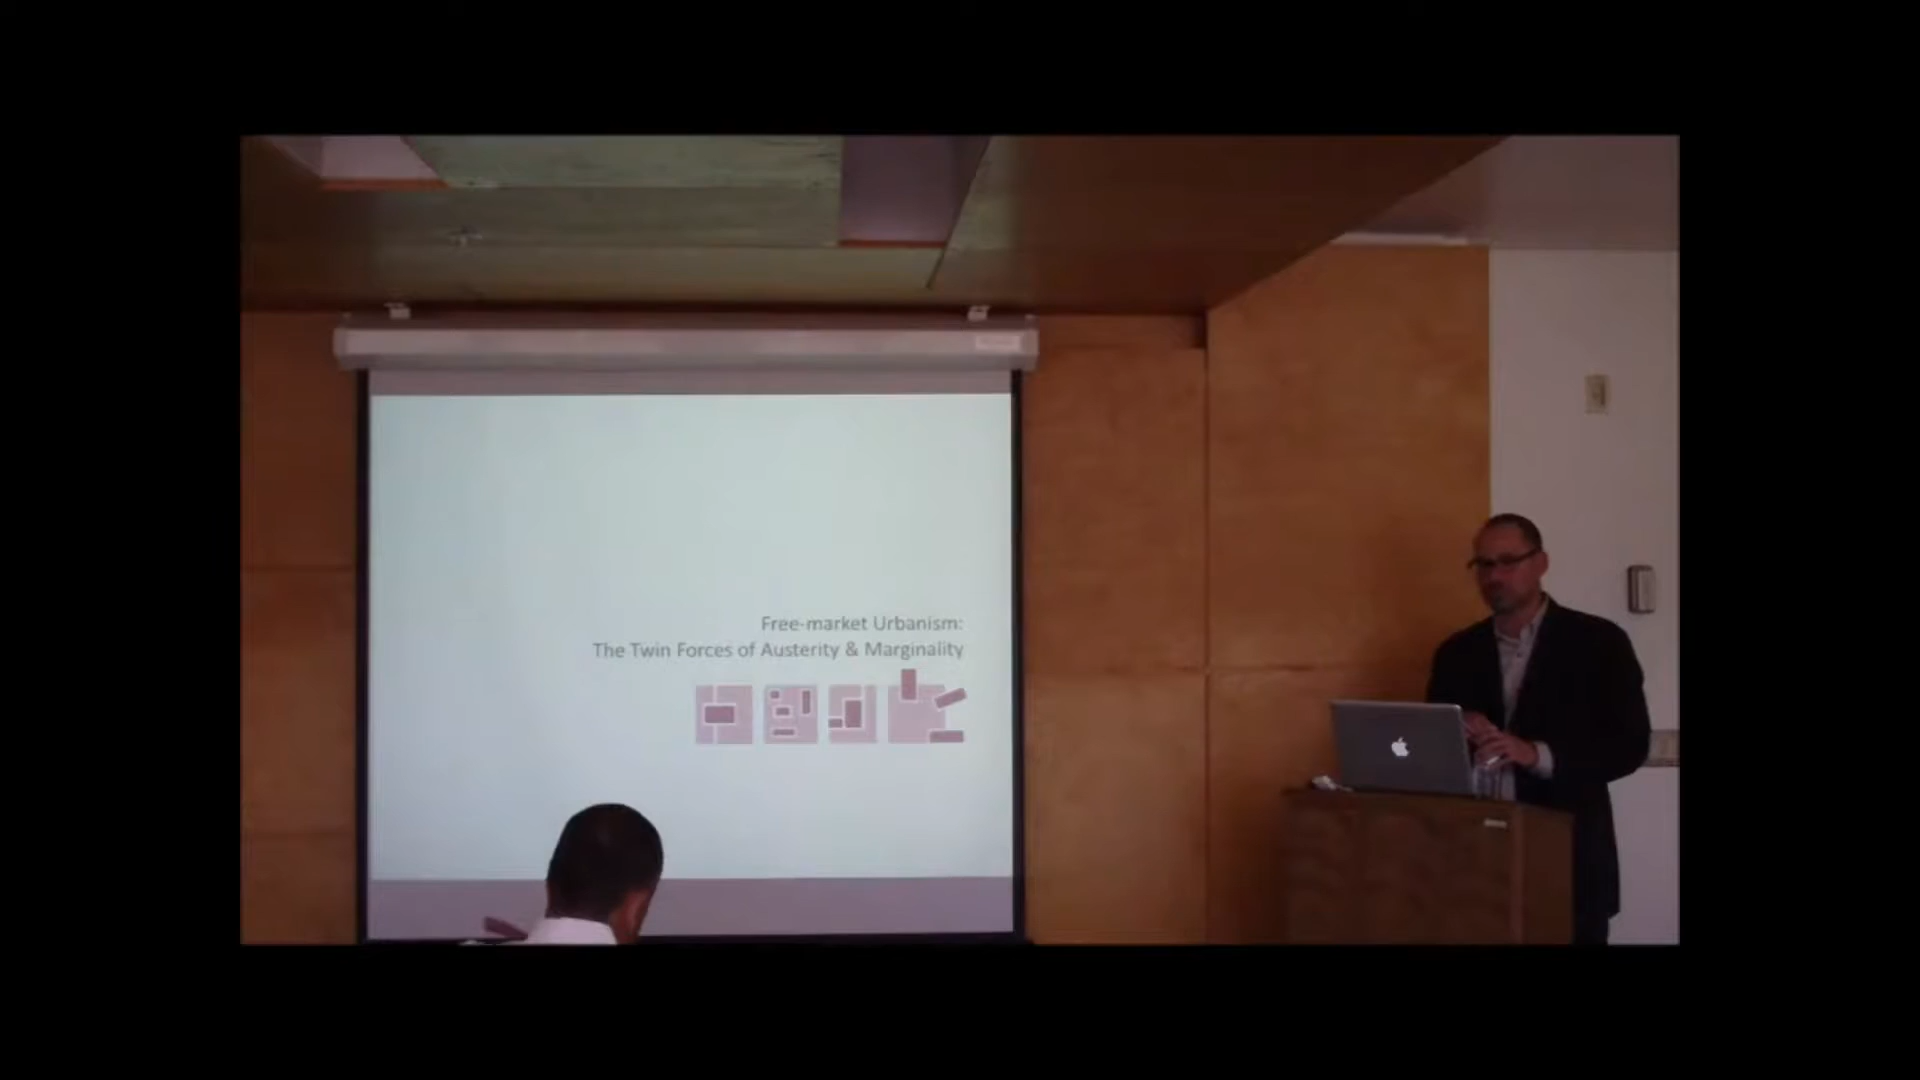 Free-market Urbanism:
The Twin Forces of Austerity & Marginality